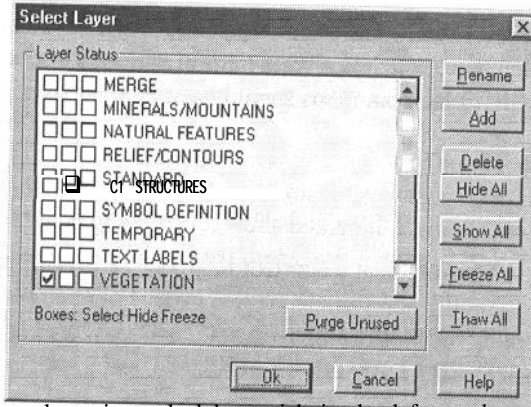 Select Layer
Layer Status
MERGE
MINERALS/MOUNTAINS
NATURAL FEATURES
RELIEF/CONTOURS
STANDARD
C1 STRUCTURES
SYMBOL DEFINITION
TEMPORARY
TEXT LABELS
VEGETATION
Boxes: Select Hide Freeze
Purge Unused
Rename
Add
Delete
Hide All
Show All
Freeze All
Thaw All
Ok
Cancel
Help